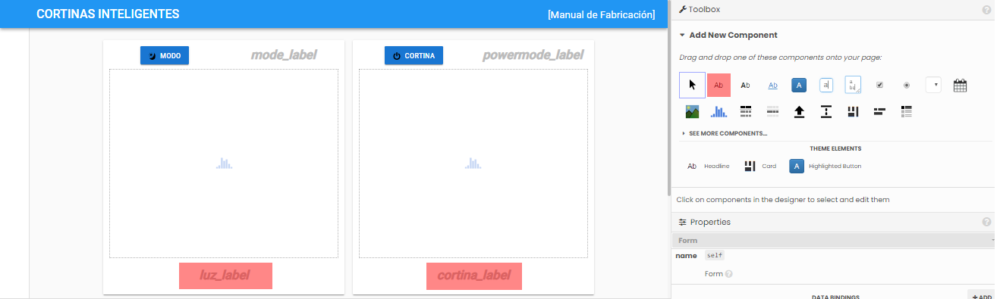 CORTINAS INTELIGENTES
[Manual de Fabricación]
MODO
mode_label
CORTINA
powermode_label
luz_label
cortina_label
Toolbox
Add New Component
Drag and drop one of these components onto your page:
Ab
Ab
Ab
A
a
a
bc
SEE MORE COMPONENTS...
THEME ELEMENTS
Ab Headline
Card
A Highlighted Button
Click on components in the designer to select and edit them
Properties
Form
name self
Form
DATA BINDINGS
+ ADD